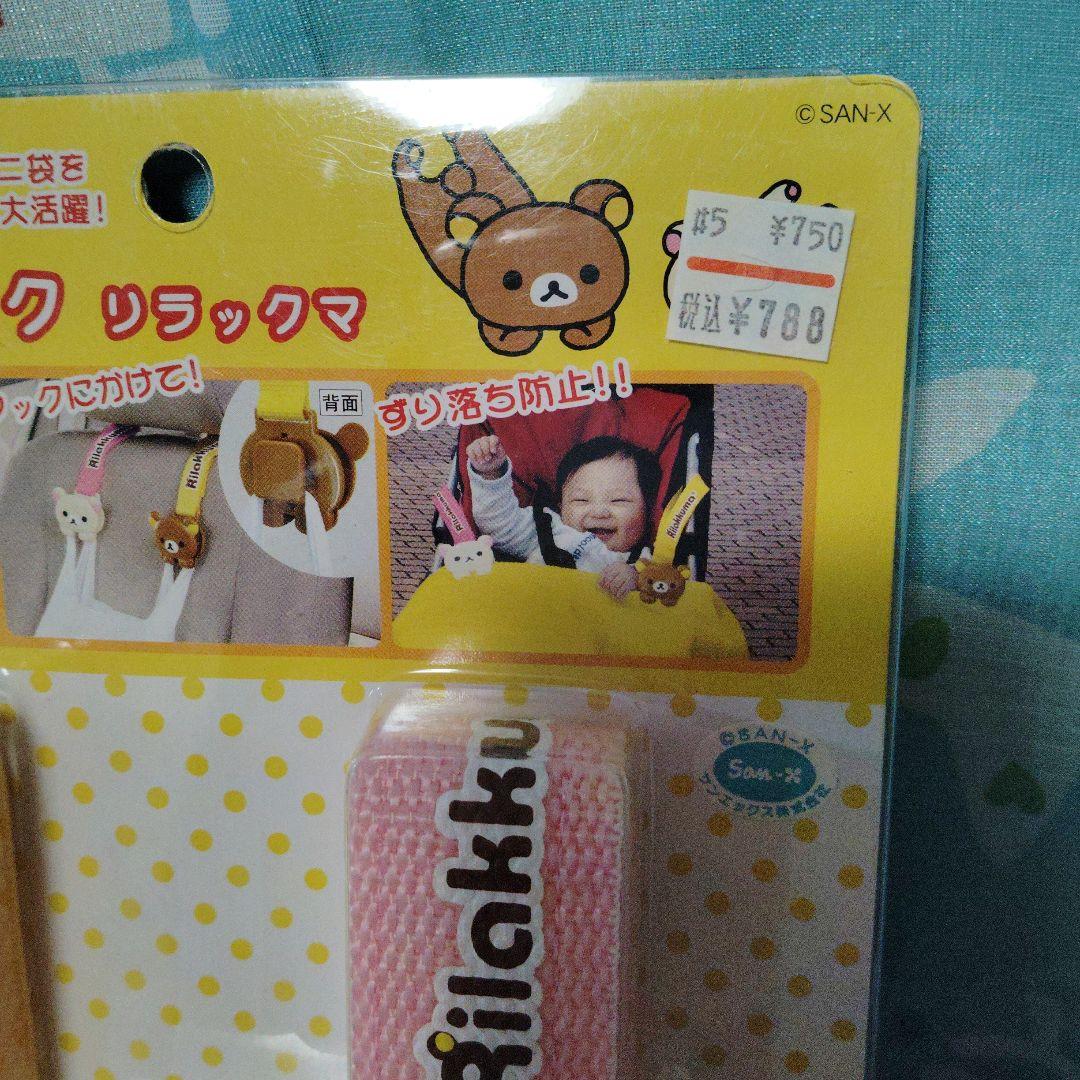 © SAN-X
ニ袋を
大活躍!
#5 ¥750
税込¥788
ク リラックマ
ックにかけて!
背面
ずり落ち防止!!
Rilakk
Rilakkuma
Rilakkuma
©SAN-X
San-X
サンエックス株式会社
Rilakku